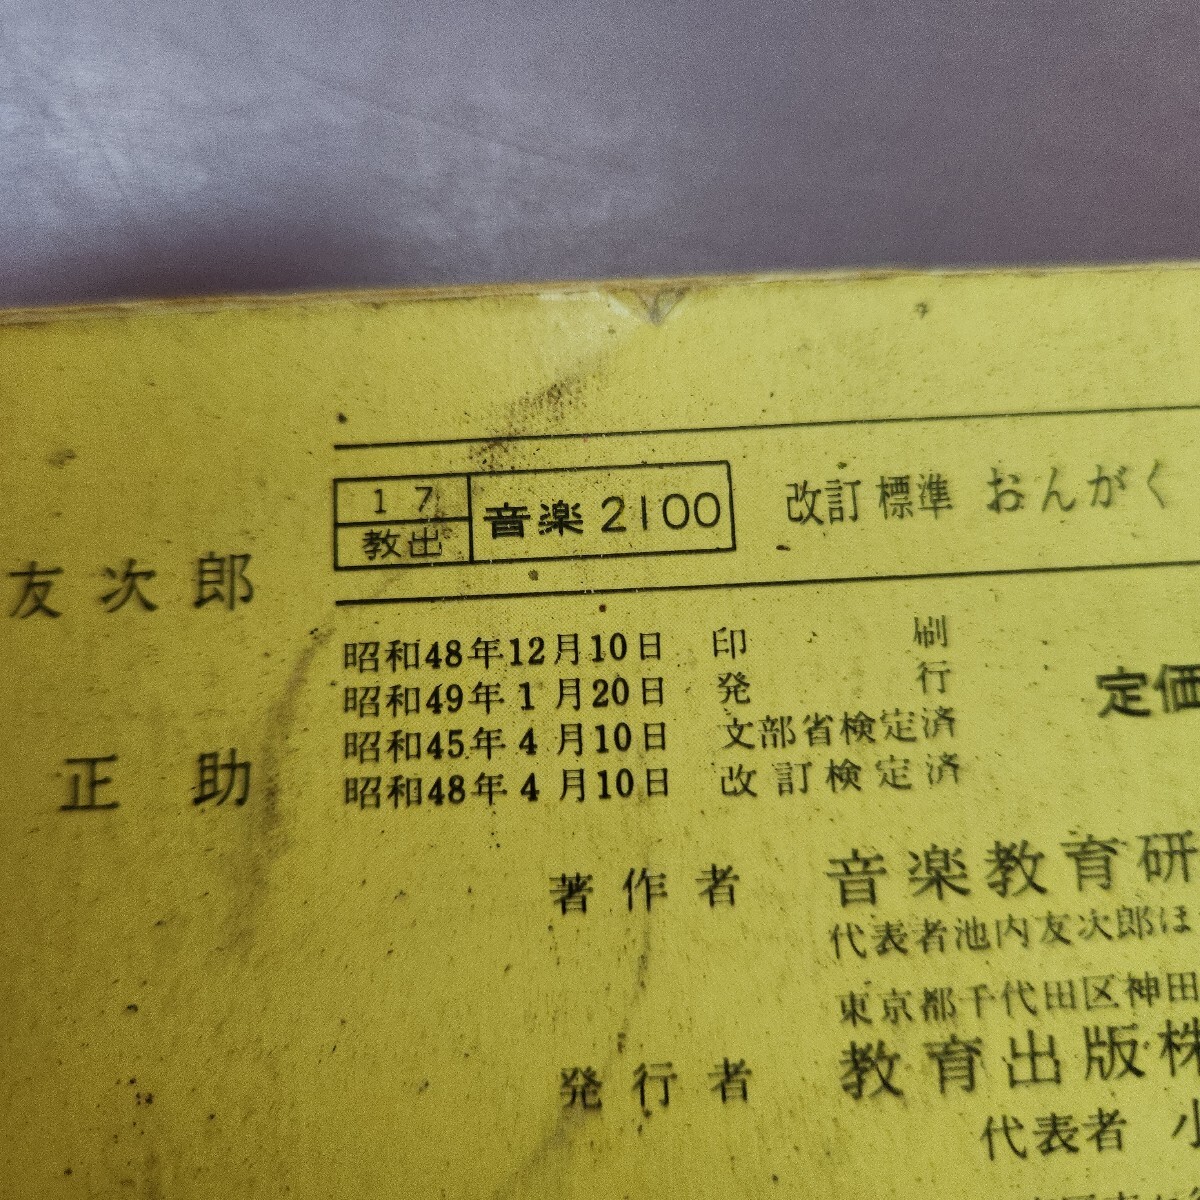 17
教出
音楽2100
改訂 標準 おんがく
友次郎
正助
昭和48年12月10日 印刷
昭和49年1月20日 発行
昭和45年4月10日 文部省検定済
昭和48年4月10日 改訂検定済
定価
著作者 音楽教育研
代表者池内友次郎ほ
東京都千代田区神田
発行者 教育出版株
代表者 小